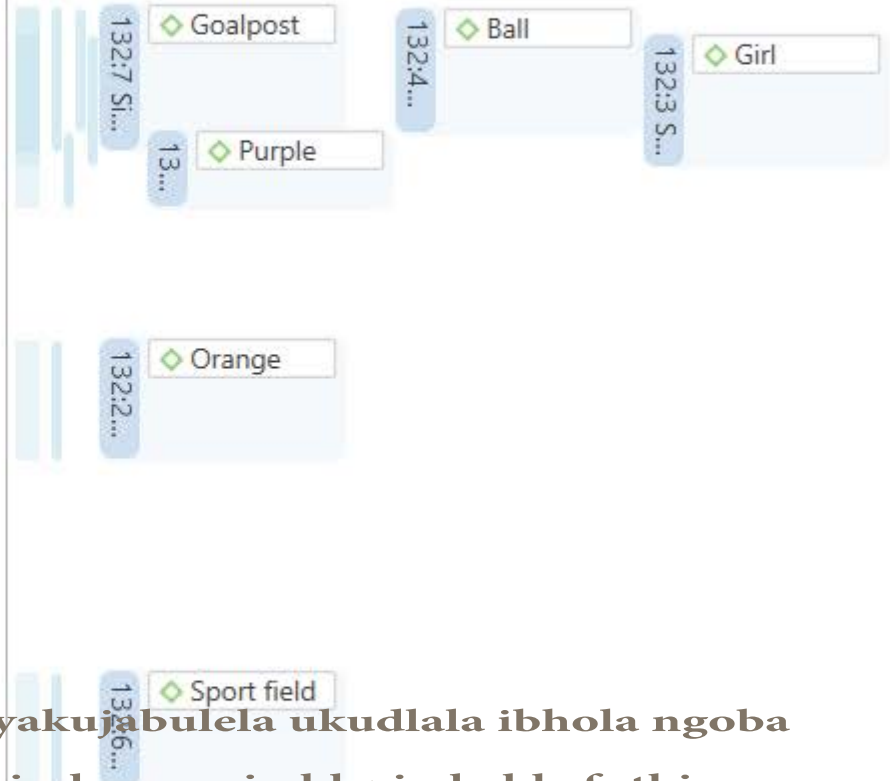 132:7 Si... Goalpost
132:4... Ball
132:3 S... Girl
13... Purple
132:2... Orange
Sport field
yakujabulela ukudlala ibhola ngoba